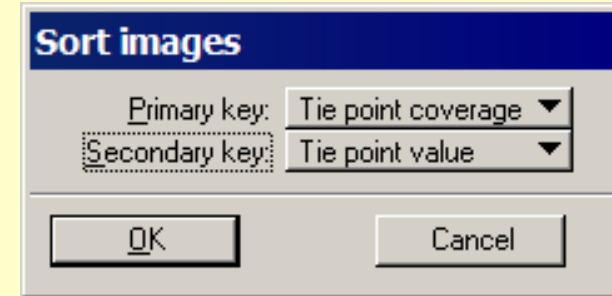 Sort images
Primary key: Tie point coverage
Secondary key: Tie point value
OK Cancel